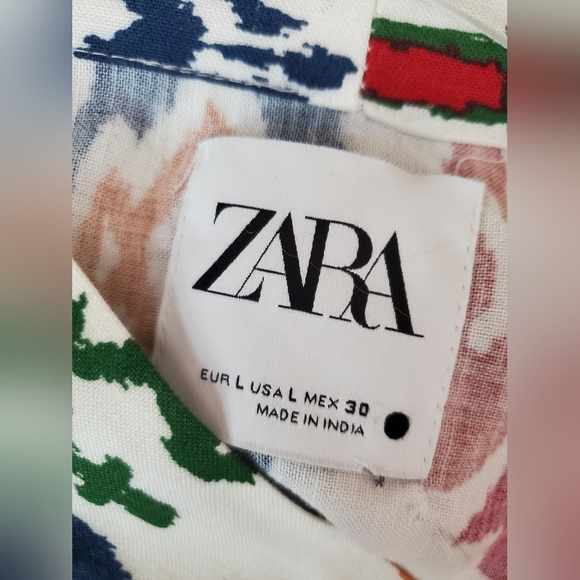 ZARA
EUR L USA L MEX 30
MADE IN INDIA